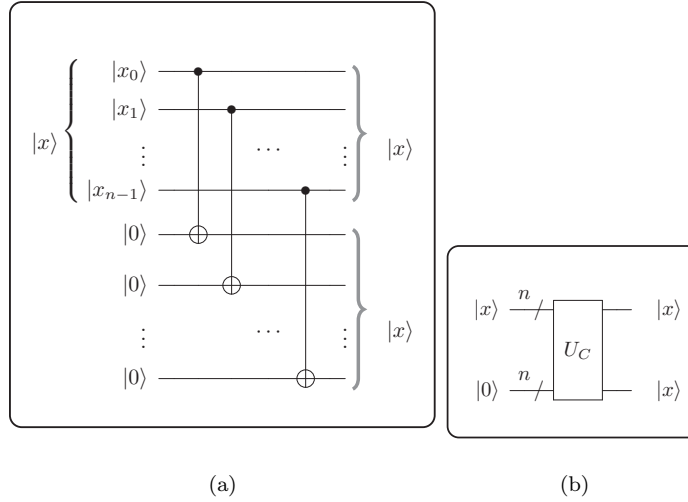 |x₀⟩
|x₁⟩
⋮ ⋯ ⋮
|x⟩ |x⟩
|xₙ₋₁⟩
|0⟩
|0⟩
⋮ ⋯ ⋮
|x⟩
|0⟩
(a)
|x⟩ n |x⟩
U_C
|0⟩ n |x⟩
(b)